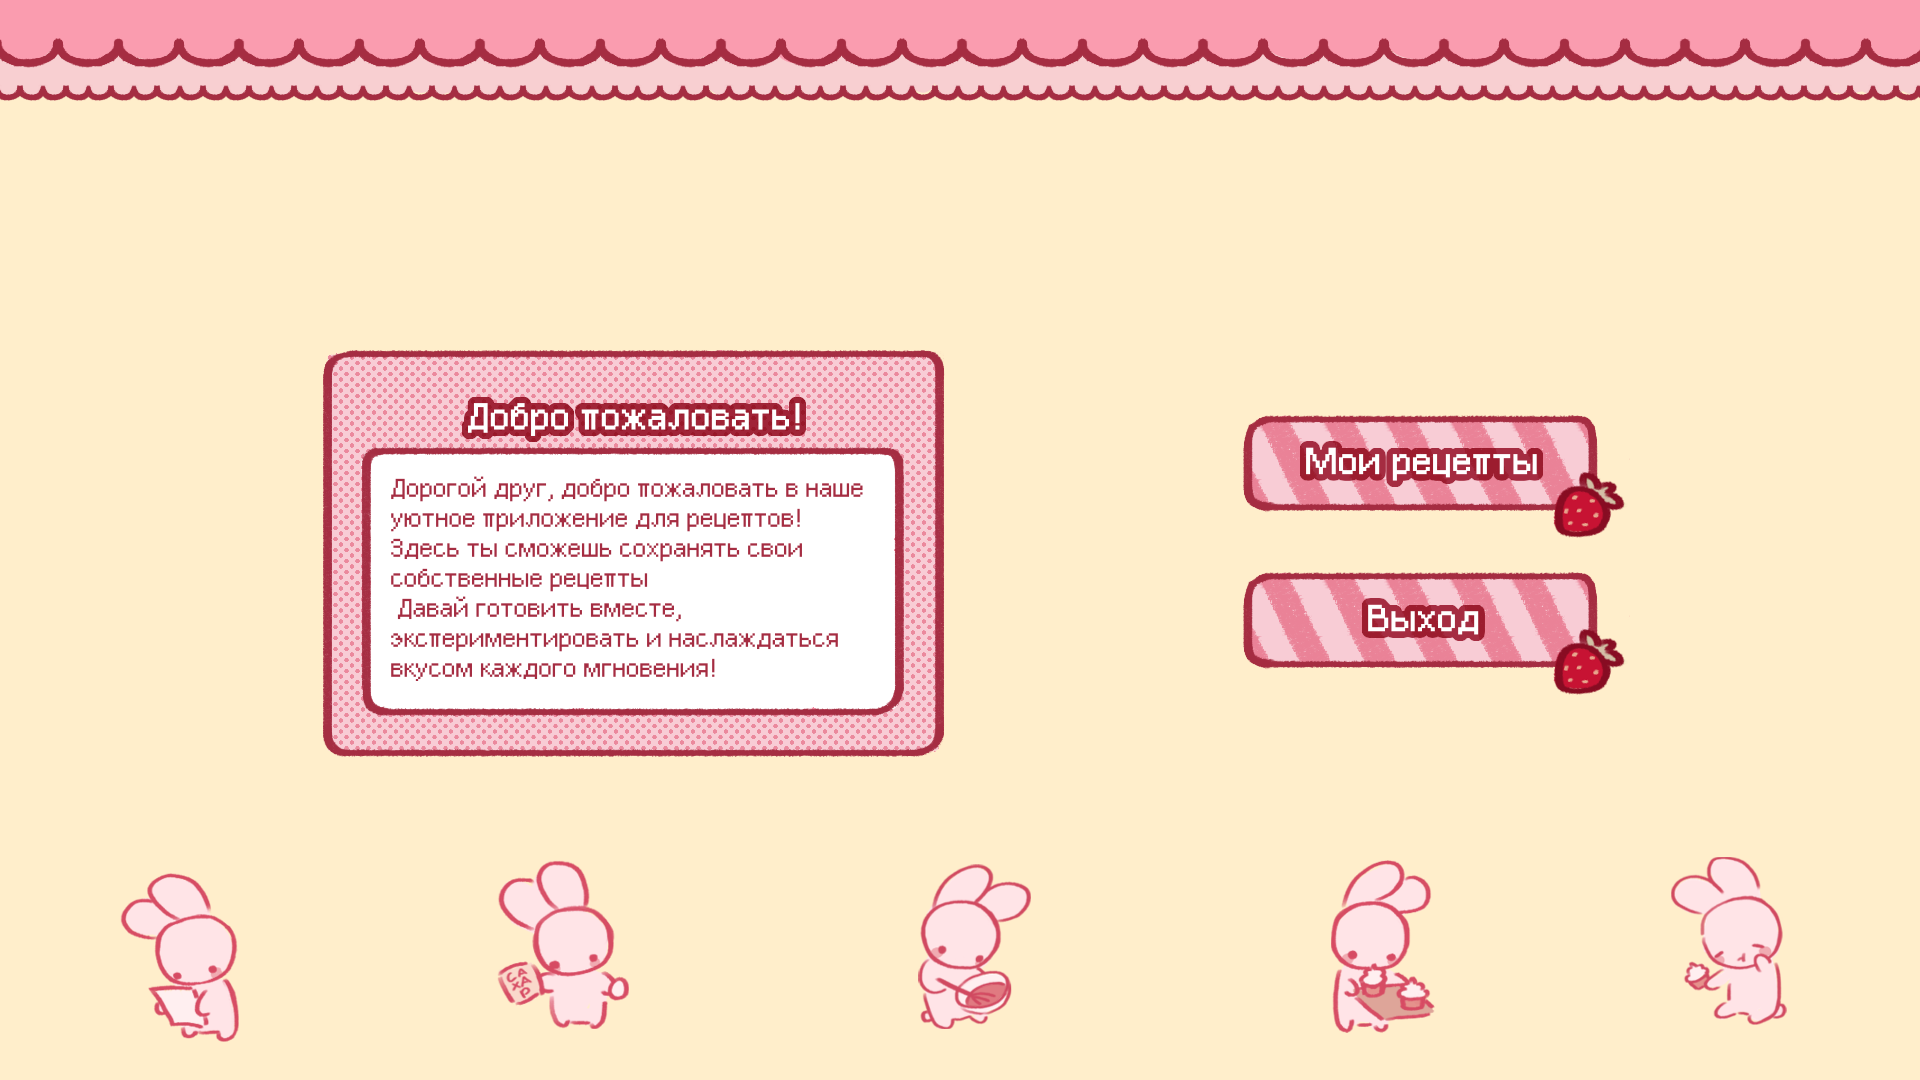 Добро пожаловать!
Дорогой друг, добро пожаловать в наше
уютное приложение для рецептов!
Здесь ты сможешь сохранять свои
собственные рецепты
Давай готовить вместе,
экспериментировать и наслаждаться
вкусом каждого мгновения!
Мои рецепты
Выход
САХАР